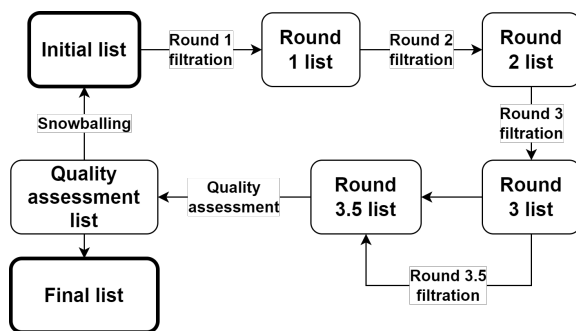 Initial list
Round 1
filtration
Round
1 list
Round 2
filtration
Round
2 list
Round 3
filtration
Snowballing
Quality
assessment
list
Quality
assessment
Round
3.5 list
Round
3 list
Round 3.5
filtration
Final list